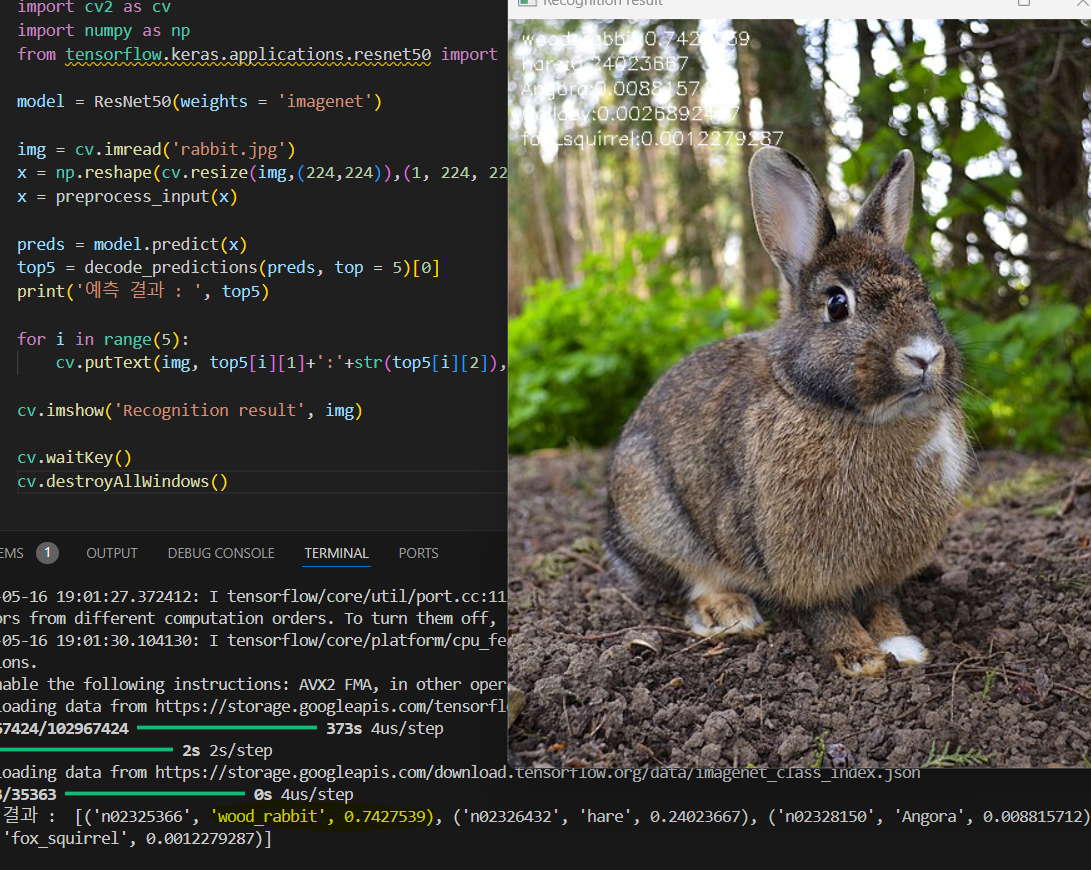 import cv2 as cv
import numpy as np
from tensorflow.keras.applications.resnet50 import
model = ResNet50(weights = 'imagenet')
img = cv.imread('rabbit.jpg')
x = np.reshape(cv.resize(img,(224,224)),(1, 224, 22
x = preprocess_input(x)
preds = model.predict(x)
top5 = decode_predictions(preds, top = 5)[0]
print('예측 결과 : ', top5)
for i in range(5):
cv.putText(img, top5[i][1]+':'+str(top5[i][2]),
cv.imshow('Recognition result', img)
cv.waitKey()
cv.destroyAllWindows()
Recognition result
wood_rabbit:0.7427539
hare:0.24023667
Angora:0.008815712
wallaby:
fox_squirrel:0.0012279287
EMS 1 OUTPUT DEBUG CONSOLE TERMINAL PORTS
-05-16 19:01:27.372412: I tensorflow/core/util/port.cc:11
ors from different computation orders. To turn them off,
-05-16 19:01:30.104130: I tensorflow/core/platform/cpu_fe
ions.
nable the following instructions: AVX2 FMA, in other oper
loading data from https://storage.googleapis.com/tensorfl
67424/102967424 373s 4us/step
2s 2s/step
loading data from https://storage.googleapis.com/download.tensorflow.org/data/imagenet_class_index.json
/35363 0s 4us/step
결과 : [('n02325366', 'wood_rabbit', 0.7427539), ('n02326432', 'hare', 0.24023667), ('n02328150', 'Angora', 0.008815712)
'fox_squirrel', 0.0012279287)]